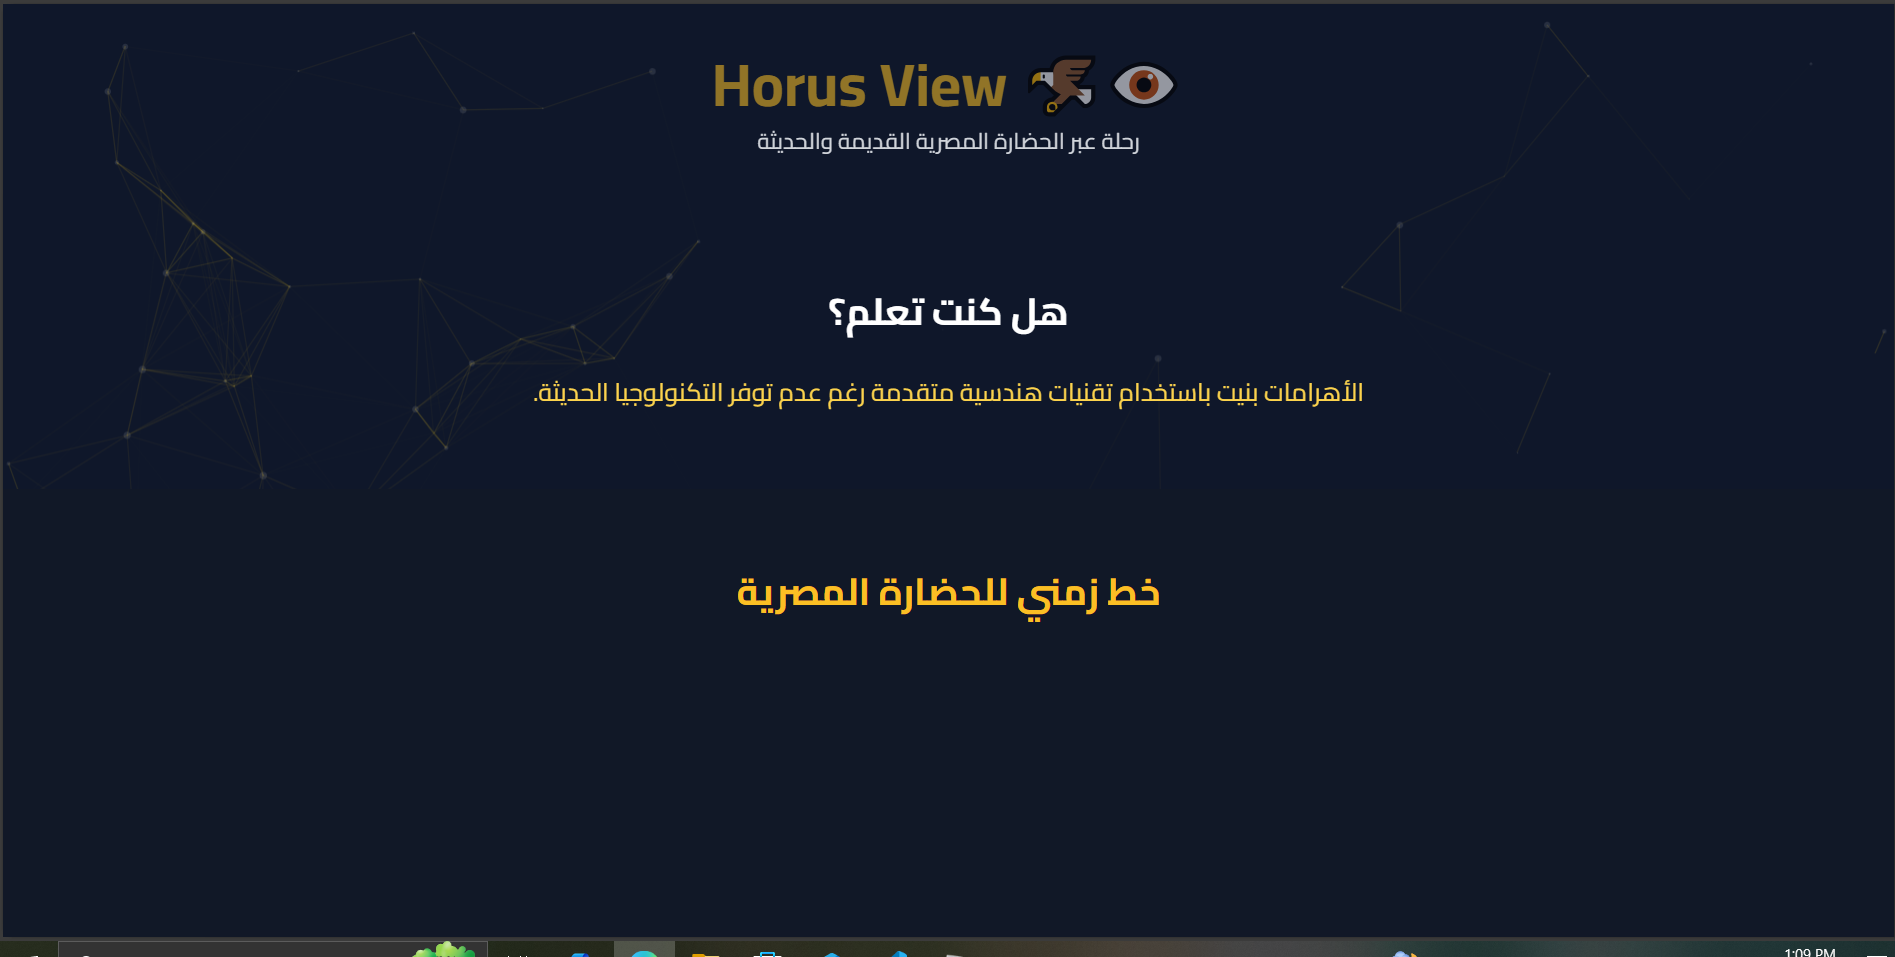 Horus View
رحلة عبر الحضارة المصرية القديمة والحديثة
هل كنت تعلم؟
الأهرامات بنيت باستخدام تقنيات هندسية متقدمة رغم عدم توفر التكنولوجيا الحديثة.
خط زمني للحضارة المصرية
1:09 PM